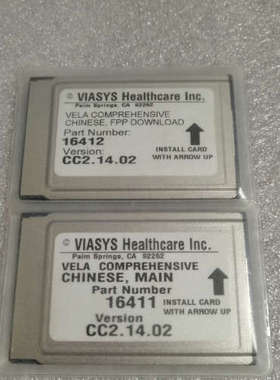 © VIASYS Healthcare Inc.
Palm Springs, CA 92262
VELA COMPREHENSIVE
CHINESE, FPP DOWNLOAD
Part Number:
16412
Version:
CC2.14.02
INSTALL CARD
WITH ARROW UP
© VIASYS Healthcare Inc.
Palm Springs, CA 92262
VELA COMPREHENSIVE
CHINESE, MAIN
Part Number
16411
Version
CC2.14.02
INSTALL CARD
WITH ARROW UP